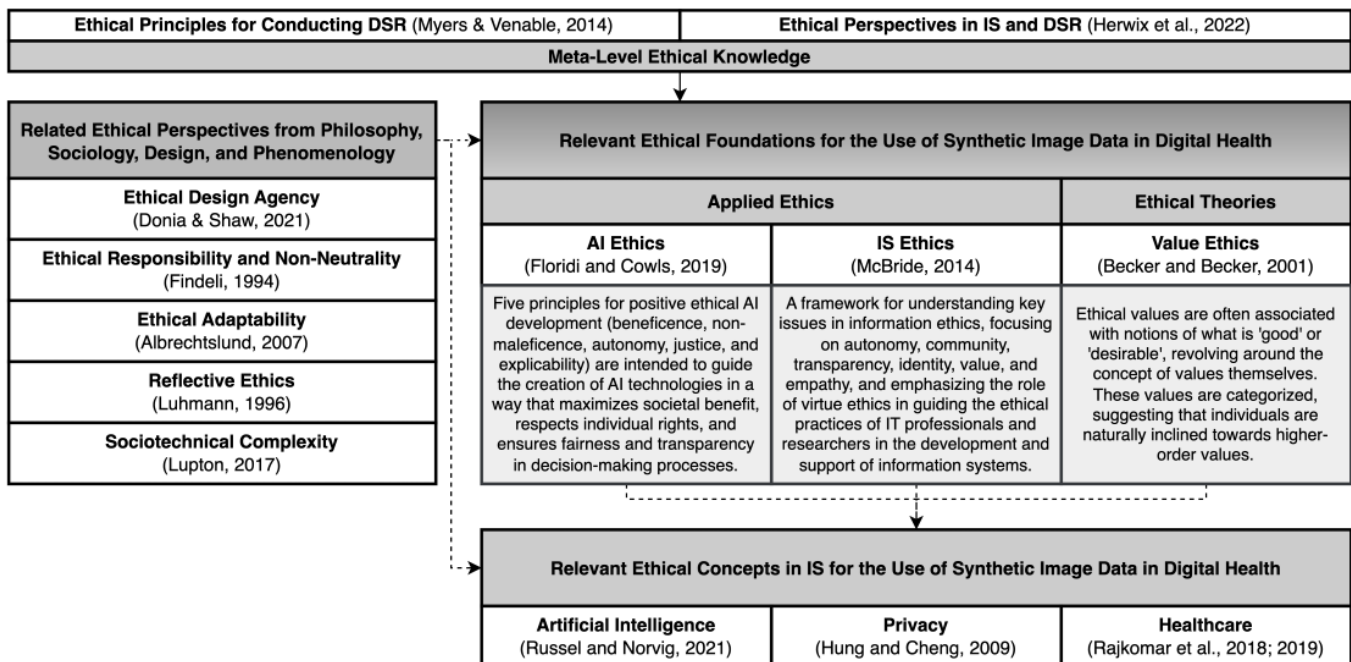 Ethical Principles for Conducting DSR (Myers & Venable, 2014)
Ethical Perspectives in IS and DSR (Herwix et al., 2022)
Meta-Level Ethical Knowledge
Related Ethical Perspectives from Philosophy,
Sociology, Design, and Phenomenology
Ethical Design Agency
(Donia & Shaw, 2021)
Ethical Responsibility and Non-Neutrality
(Findeli, 1994)
Ethical Adaptability
(Albrechtslund, 2007)
Reflective Ethics
(Luhmann, 1996)
Sociotechnical Complexity
(Lupton, 2017)
Relevant Ethical Foundations for the Use of Synthetic Image Data in Digital Health
Applied Ethics
Ethical Theories
AI Ethics
(Floridi and Cowls, 2019)
IS Ethics
(McBride, 2014)
Value Ethics
(Becker and Becker, 2001)
Five principles for positive ethical AI
development (beneficence, non-
maleficence, autonomy, justice, and
explicability) are intended to guide
the creation of AI technologies in a
way that maximizes societal benefit,
respects individual rights, and
ensures fairness and transparency
in decision-making processes.
A framework for understanding key
issues in information ethics, focusing
on autonomy, community,
transparency, identity, value, and
empathy, and emphasizing the role
of virtue ethics in guiding the ethical
practices of IT professionals and
researchers in the development and
support of information systems.
Ethical values are often associated
with notions of what is 'good' or
'desirable', revolving around the
concept of values themselves.
These values are categorized,
suggesting that individuals are
naturally inclined towards higher-
order values.
Relevant Ethical Concepts in IS for the Use of Synthetic Image Data in Digital Health
Artificial Intelligence
(Russel and Norvig, 2021)
Privacy
(Hung and Cheng, 2009)
Healthcare
(Rajkomar et al., 2018; 2019)